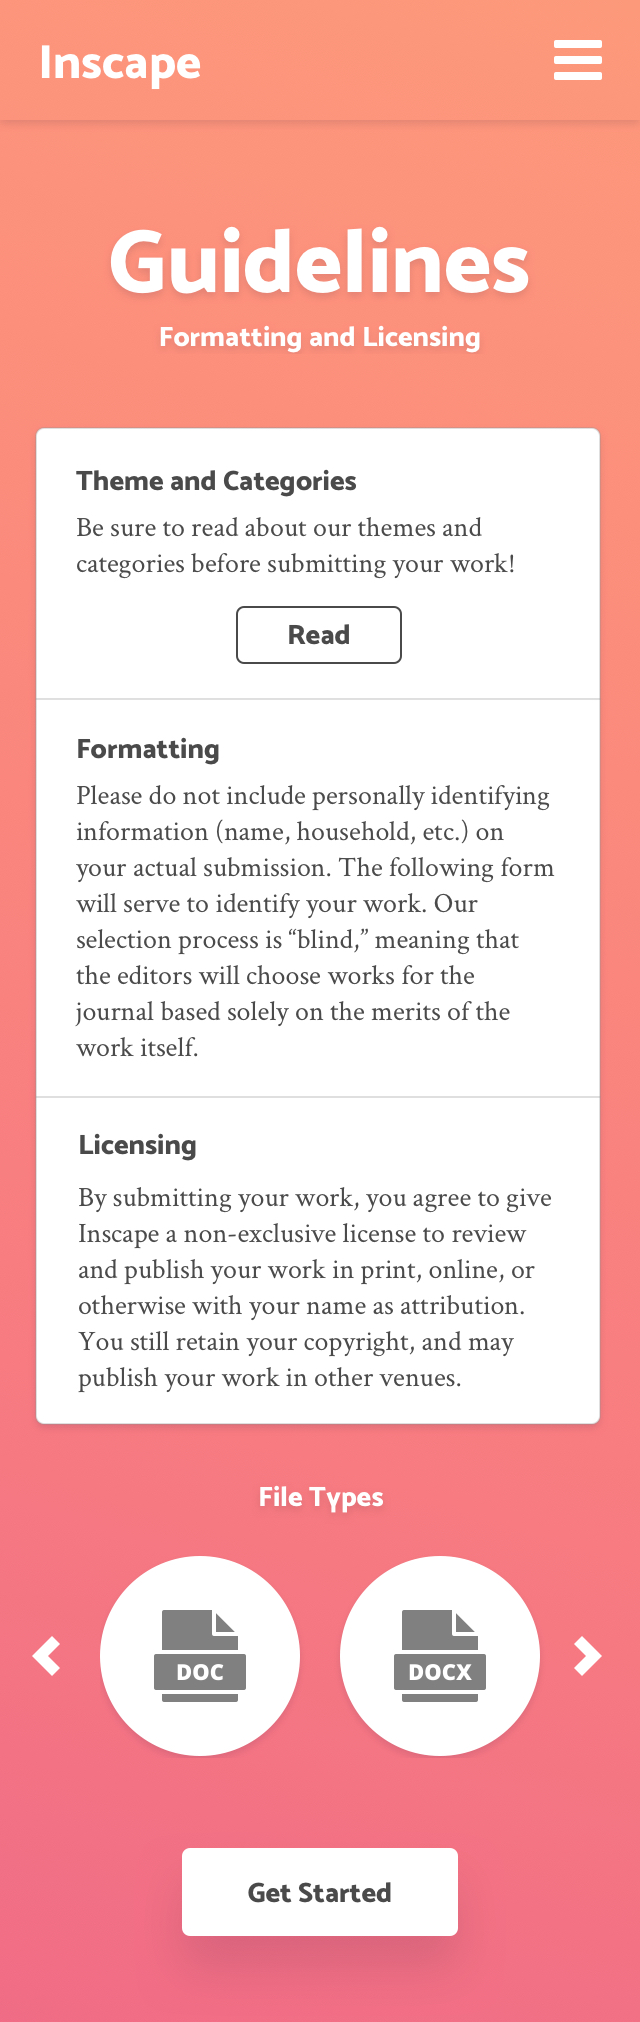 Inscape
Guidelines
Formatting and Licensing
Theme and Categories
Be sure to read about our themes and
categories before submitting your work!
Read
Formatting
Please do not include personally identifying
information (name, household, etc.) on
your actual submission. The following form
will serve to identify your work. Our
selection process is “blind,” meaning that
the editors will choose works for the
journal based solely on the merits of the
work itself.
Licensing
By submitting your work, you agree to give
Inscape a non-exclusive license to review
and publish your work in print, online, or
otherwise with your name as attribution.
You still retain your copyright, and may
publish your work in other venues.
File Types
DOC
DOCX
Get Started